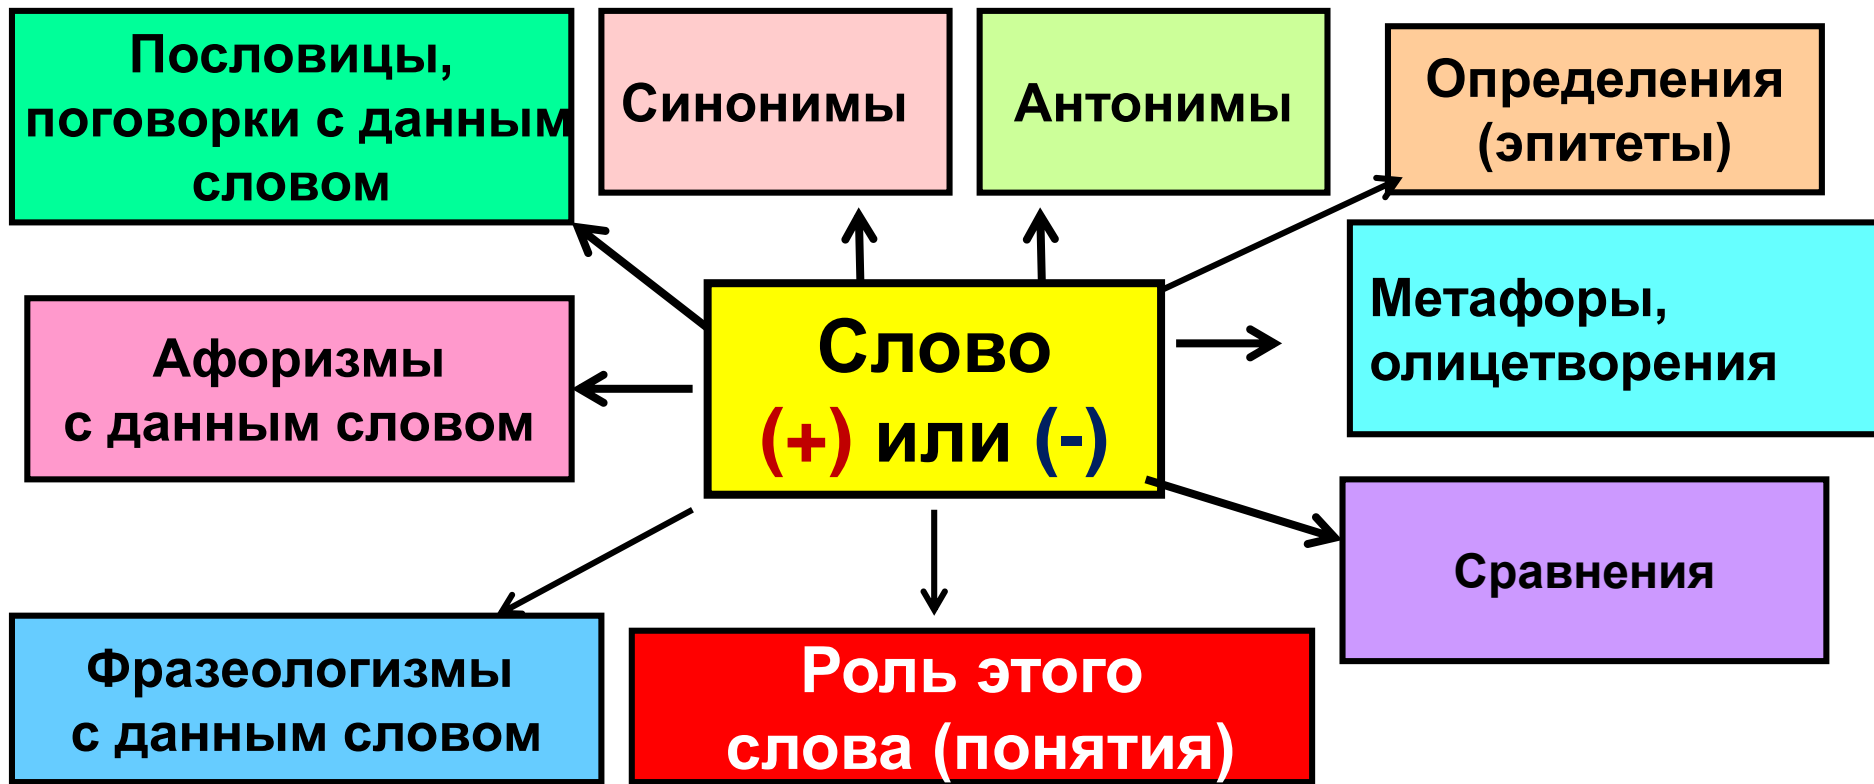 Пословицы,
поговорки с данным
словом
Синонимы
Антонимы
Определения
(эпитеты)
Афоризмы
с данным словом
Слово
(+) или (-)
Метафоры,
олицетворения
Сравнения
Фразеологизмы
с данным словом
Роль этого
слова (понятия)